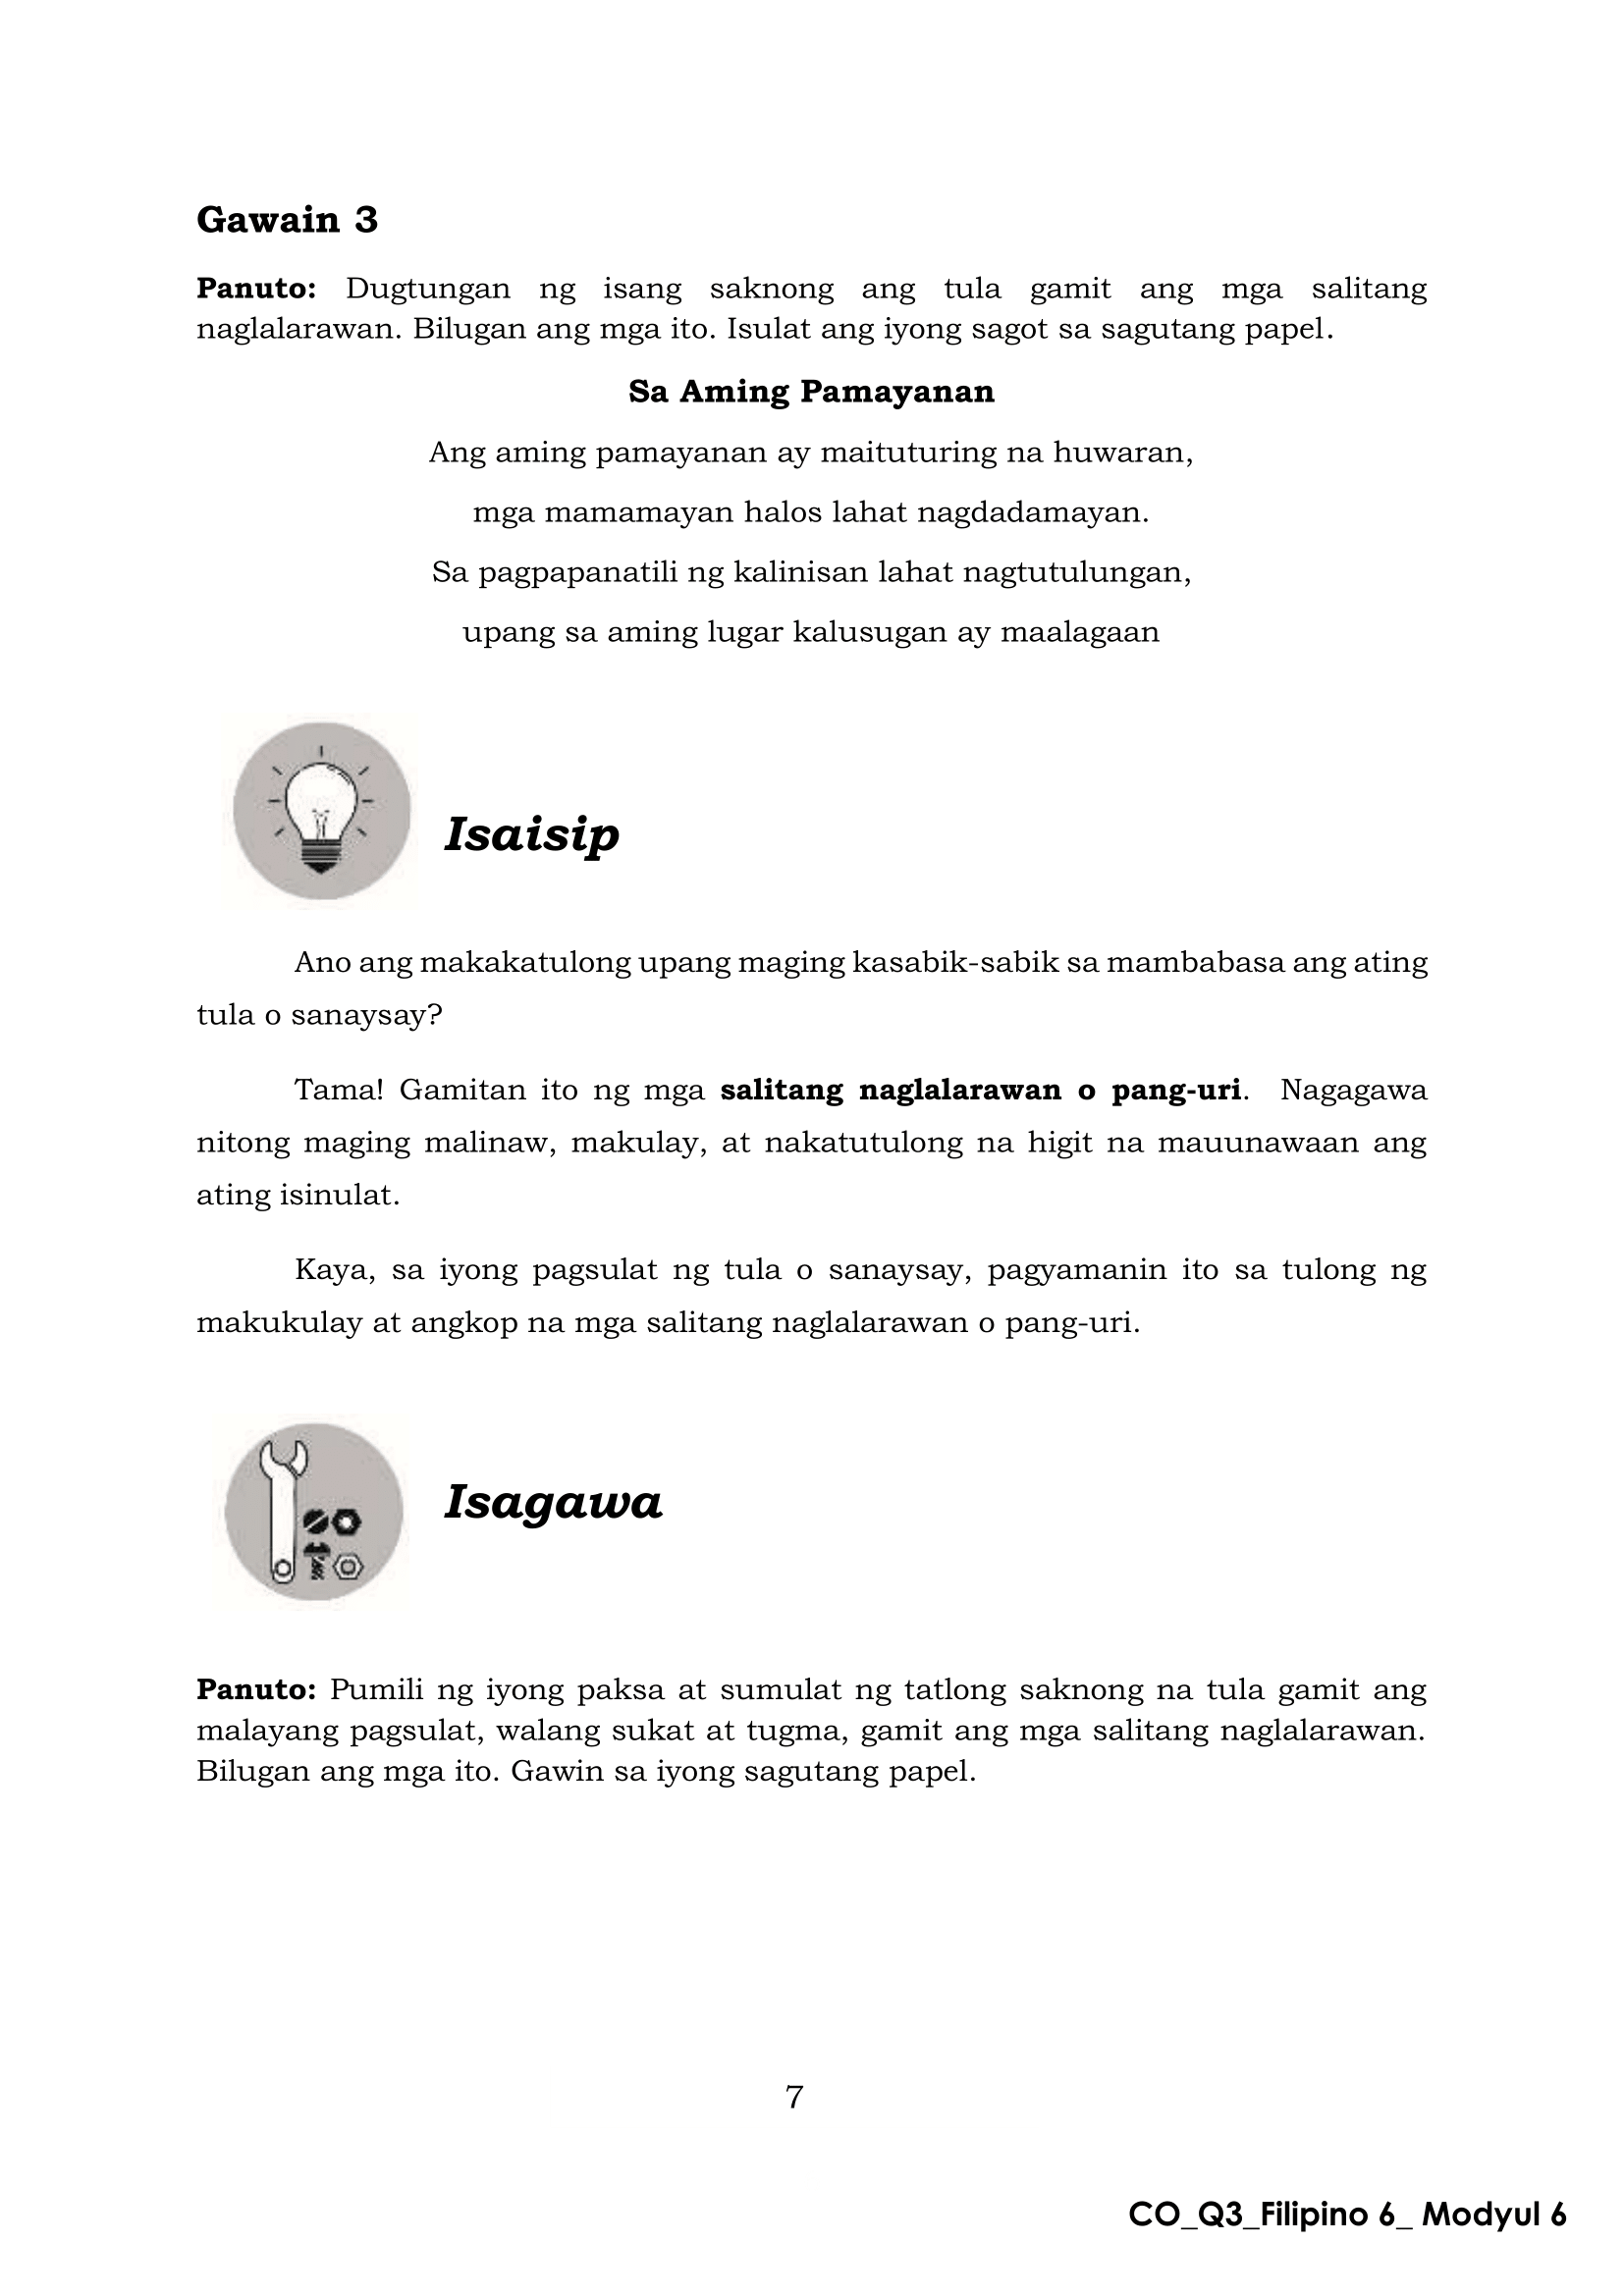 Gawain 3
Panuto: Dugtungan ng isang saknong ang tula gamit ang mga salitang
naglalarawan. Bilugan ang mga ito. Isulat ang iyong sagot sa sagutang papel.
Sa Aming Pamayanan
Ang aming pamayanan ay maituturing na huwaran,
mga mamamayan halos lahat nagdadamayan.
Sa pagpapanatili ng kalinisan lahat nagtutulungan,
upang sa aming lugar kalusugan ay maalagaan
Isaisip
Ano ang makakatulong upang maging kasabik-sabik sa mambabasa ang ating
tula o sanaysay?
Tama! Gamitan ito ng mga salitang naglalarawan o pang-uri. Nagagawa
nitong maging malinaw, makulay, at nakatutulong na higit na mauunawaan ang
ating isinulat.
Kaya, sa iyong pagsulat ng tula o sanaysay, pagyamanin ito sa tulong ng
makukulay at angkop na mga salitang naglalarawan o pang-uri.
Isagawa
Panuto: Pumili ng iyong paksa at sumulat ng tatlong saknong na tula gamit ang
malayang pagsulat, walang sukat at tugma, gamit ang mga salitang naglalarawan.
Bilugan ang mga ito. Gawin sa iyong sagutang papel.
7
CO_Q3_Filipino 6_ Modyul 6